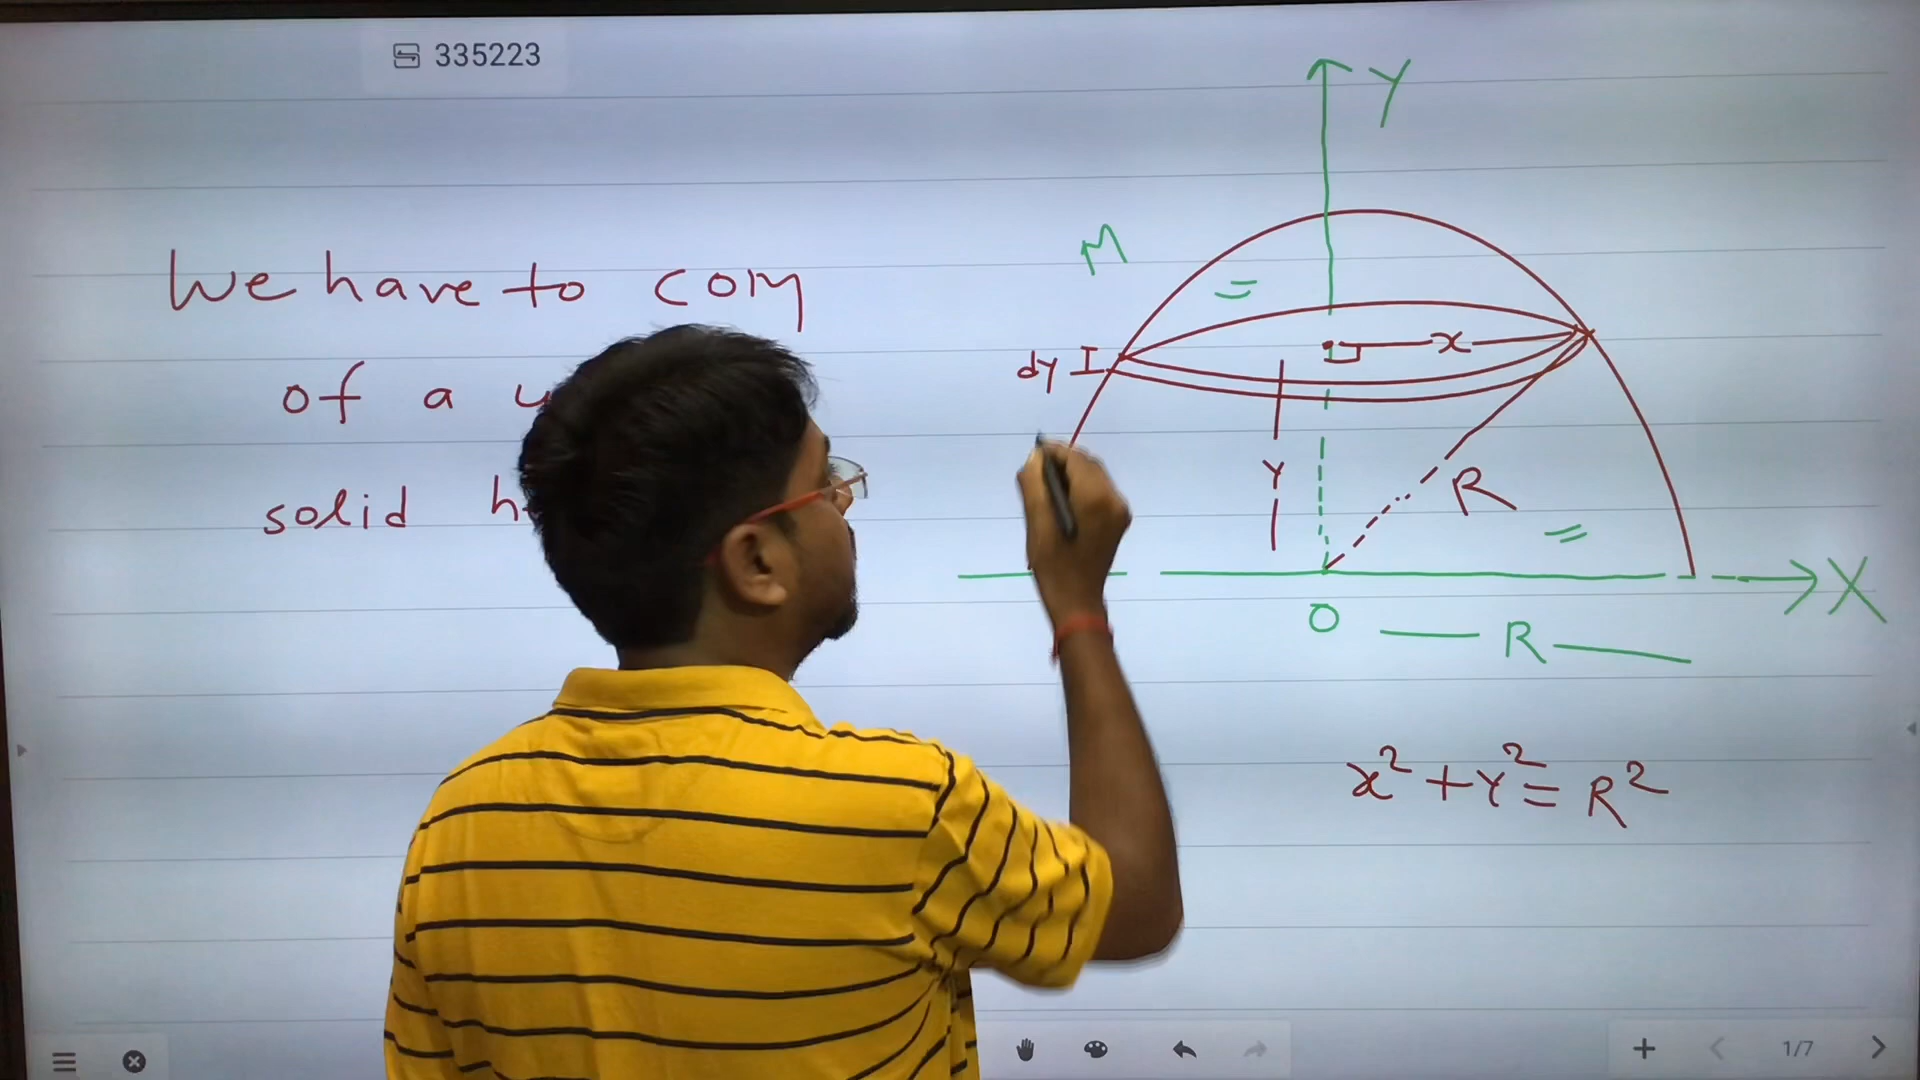 335223
We have to com
of a
solid
Y
M
=
x
dy
Y
R
=
X
O
R
x² + Y² = R²
1/7